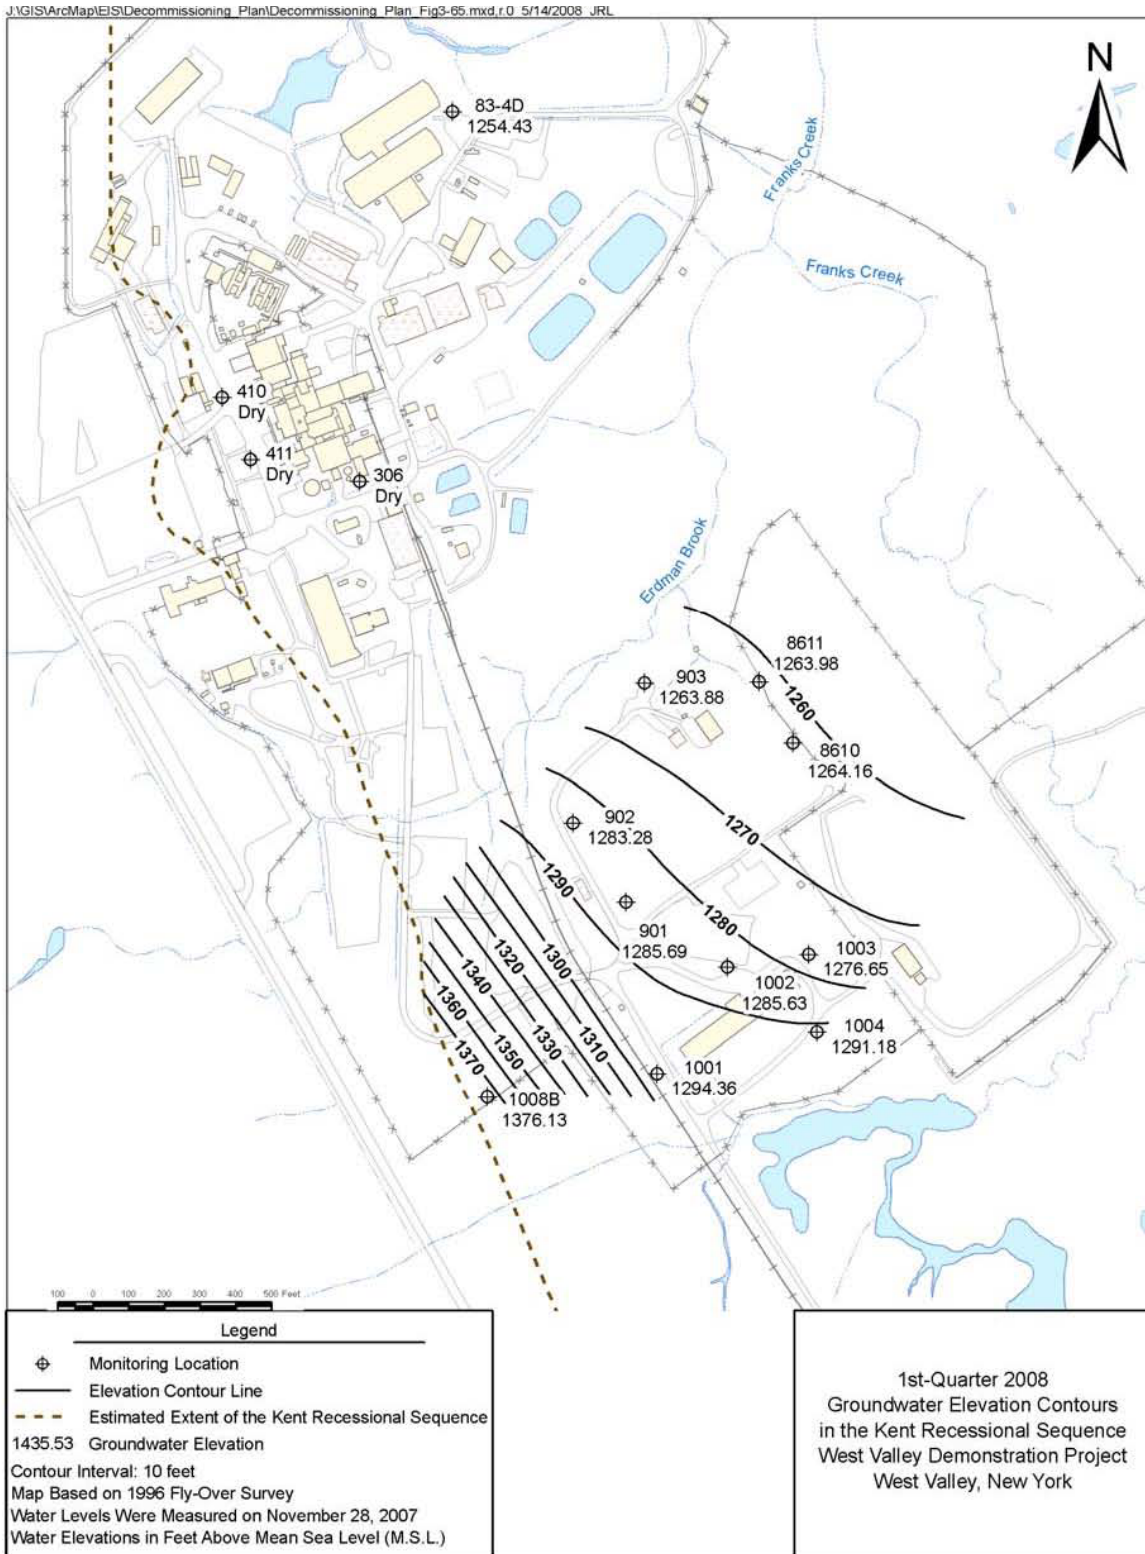 J:\GIS\ArcMap\EIS\Decommissioning_Plan\Decommissioning_Plan_Fig3-65.mxd,r.0 5/14/2008 JRL
N
83-4D
1254.43
Franks Creek
Franks Creek
410
Dry
411
Dry
306
Dry
Erdman Brook
8611
1263.98
903
1263.88
1260
8610
1264.16
902
1283.28
1270
1290
901
1285.69
1280
1003
1276.65
1002
1285.63
1004
1291.18
1300
1320
1340
1360
1310
1330
1350
1370
1001
1294.36
1008B
1376.13
100 0 100 200 300 400 500 Feet
Legend
Monitoring Location
Elevation Contour Line
Estimated Extent of the Kent Recessional Sequence
1435.53 Groundwater Elevation
Contour Interval: 10 feet
Map Based on 1996 Fly-Over Survey
Water Levels Were Measured on November 28, 2007
Water Elevations in Feet Above Mean Sea Level (M.S.L.)
1st-Quarter 2008
Groundwater Elevation Contours
in the Kent Recessional Sequence
West Valley Demonstration Project
West Valley, New York